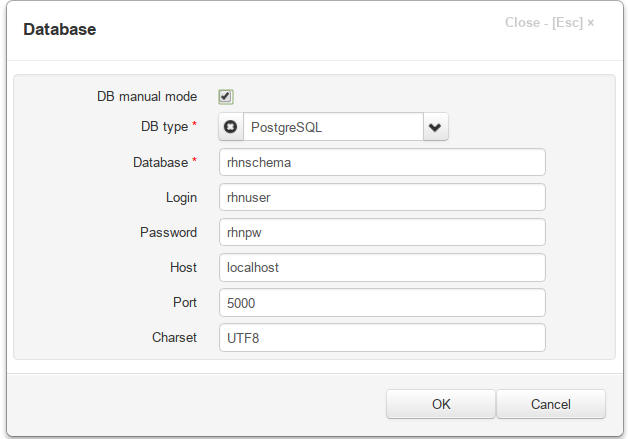 Database
Close - [Esc] ×
DB manual mode
DB type * PostgreSQL
Database * rhnschema
Login rhnuser
Password rhnpw
Host localhost
Port 5000
Charset UTF8
OK Cancel